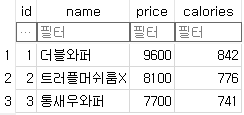 id name price calories
... 필터 필터 필터
1 1 더블와퍼 9600 842
2 2 트러플머쉬룸X 8100 776
3 3 통새우와퍼 7700 741